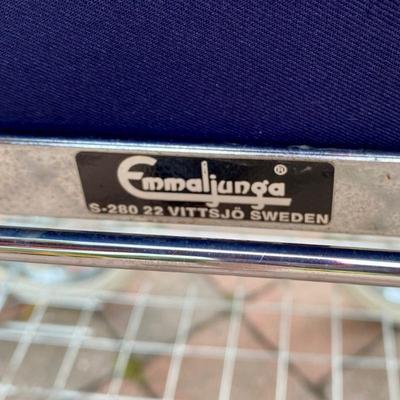 Emmaljunga®
S-280 22 VITTSJÖ SWEDEN